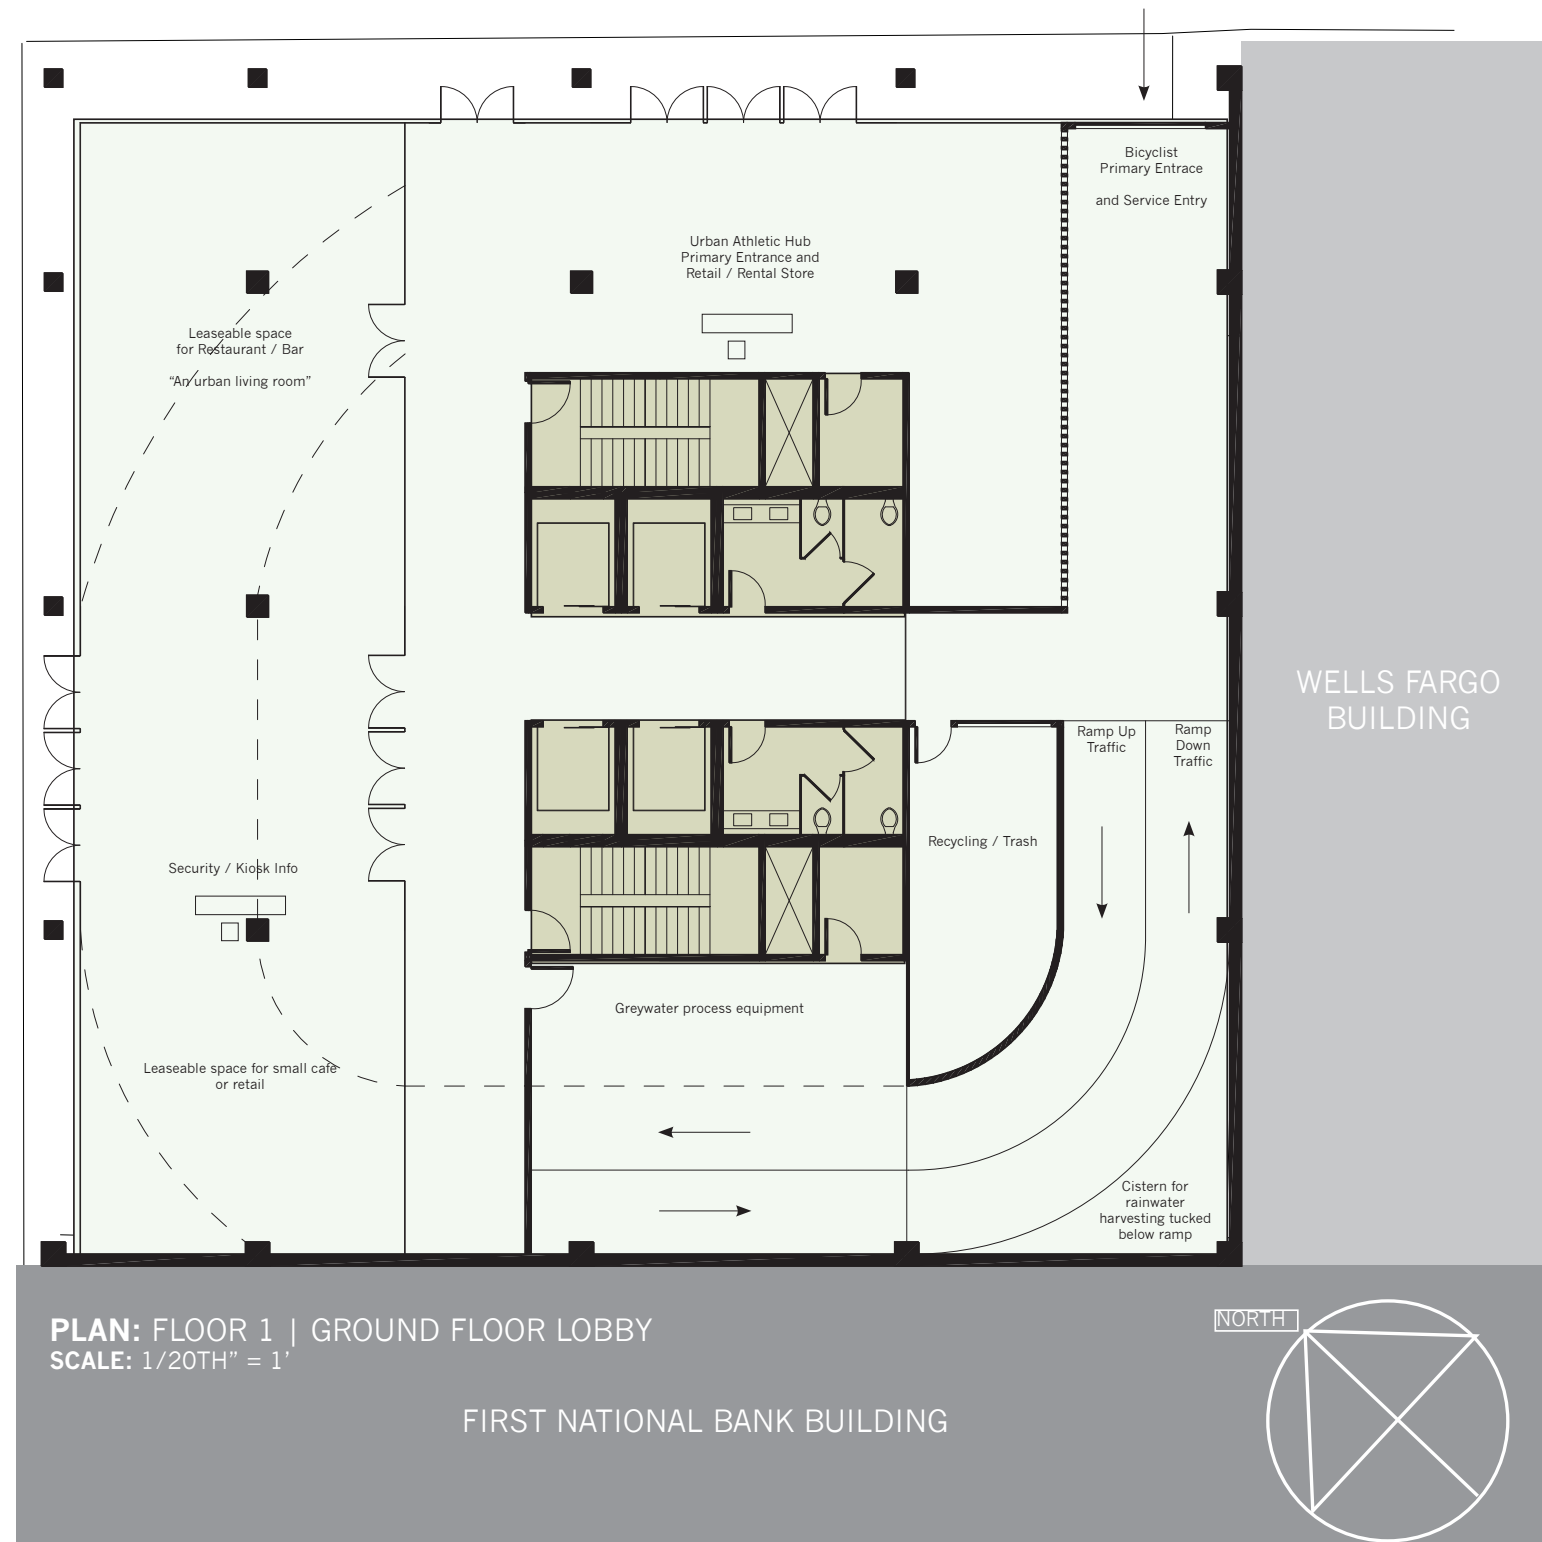 Bicyclist
Primary Entrace
and Service Entry
Urban Athletic Hub
Primary Entrance and
Retail / Rental Store
Leaseable space
for Restaurant / Bar
“An urban living room”
WELLS FARGO
BUILDING
Ramp Up
Traffic
Ramp
Down
Traffic
Recycling / Trash
Security / Kiosk Info
Greywater process equipment
Leaseable space for small cafe
or retail
Cistern for
rainwater
harvesting tucked
below ramp
PLAN: FLOOR 1 | GROUND FLOOR LOBBY
SCALE: 1/20TH” = 1’
NORTH
FIRST NATIONAL BANK BUILDING